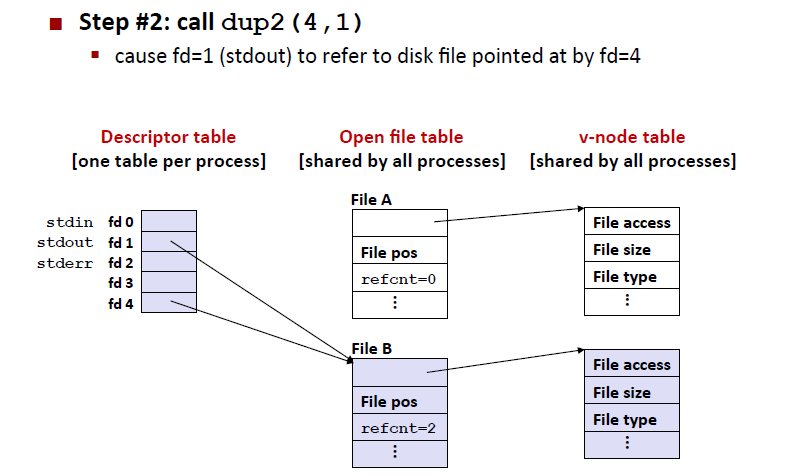 Step #2: call dup2(4,1)
cause fd=1 (stdout) to refer to disk file pointed at by fd=4
Descriptor table
[one table per process]
Open file table
[shared by all processes]
v-node table
[shared by all processes]
stdin fd 0
stdout fd 1
stderr fd 2
fd 3
fd 4
File A
File pos
refcnt=0
⋮
File access
File size
File type
⋮
File B
File pos
refcnt=2
⋮
File access
File size
File type
⋮